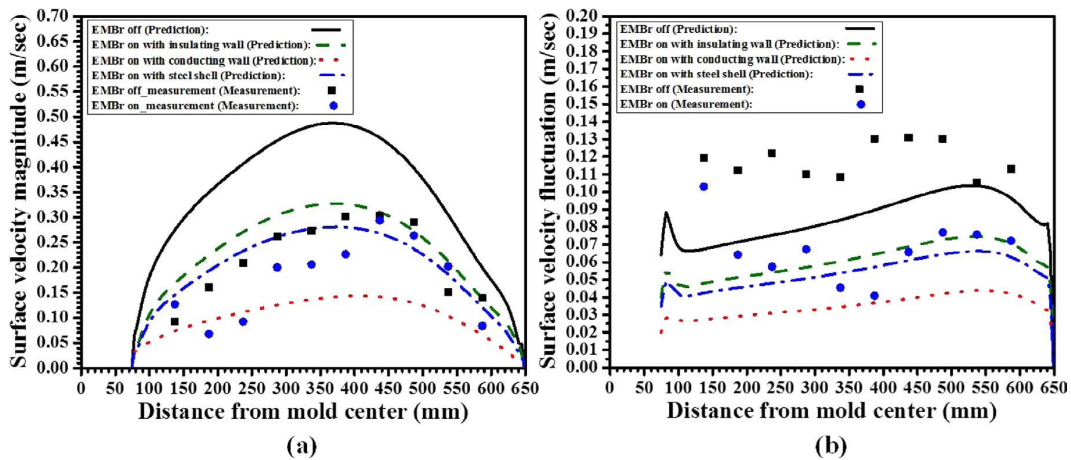 Surface velocity magnitude (m/sec)
0.70
0.65
0.60
0.55
0.50
0.45
0.40
0.35
0.30
0.25
0.20
0.15
0.10
0.05
0.00
EMBr off (Prediction):
EMBr on with insulating wall (Prediction):
EMBr on with conducting wall (Prediction):
EMBr on with steel shell (Prediction):
EMBr off_measurement (Measurement):
EMBr on_measurement (Measurement):
0 50 100 150 200 250 300 350 400 450 500 550 600 650
Distance from mold center (mm)
(a)
Surface velocity fluctuation (m/sec)
0.20
0.19
0.18
0.17
0.16
0.15
0.14
0.13
0.12
0.11
0.10
0.09
0.08
0.07
0.06
0.05
0.04
0.03
0.02
0.01
0.00
EMBr off (Prediction):
EMBr on with insulating wall (Prediction):
EMBr on with conducting wall (Prediction):
EMBr on with steel shell (Prediction):
EMBr off (Measurement):
EMBr on (Measurement):
0 50 100 150 200 250 300 350 400 450 500 550 600 650
Distance from mold center (mm)
(b)